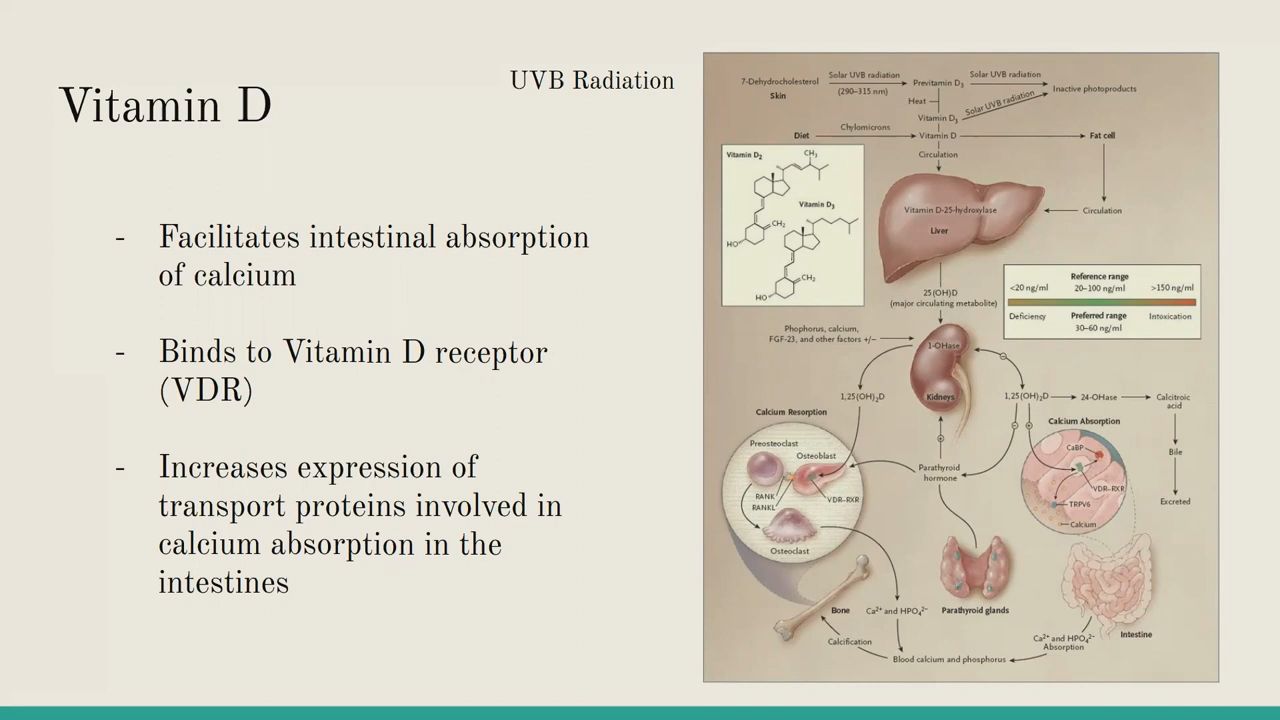 Vitamin D
UVB Radiation
- Facilitates intestinal absorption
of calcium
- Binds to Vitamin D receptor
(VDR)
- Increases expression of
transport proteins involved in
calcium absorption in the
intestines
7-Dehydrocholesterol
Skin
Solar UVB radiation
(290–315 nm)
Previtamin D₃
Solar UVB radiation
Inactive photoproducts
Heat
Solar UVB radiation
Vitamin D₃
Diet
Chylomicrons
Vitamin D
Fat cell
Circulation
Vitamin D₂
CH₃
Vitamin D₃
CH₂
HO
CH₂
HO
Vitamin D-25-hydroxylase
Liver
Circulation
25(OH)D
(major circulating metabolite)
Reference range
<20 ng/ml 20–100 ng/ml >150 ng/ml
Deficiency Preferred range Intoxication
30–60 ng/ml
Phophorus, calcium,
FGF-23, and other factors +/–
1-OHase
Kidneys
1,25(OH)₂D
1,25(OH)₂D
24-OHase
Calcitroic
acid
Bile
Excreted
Calcium Resorption
Preosteoclast
Osteoblast
RANK
RANKL
VDR–RXR
Osteoclast
Parathyroid
hormone
Calcium Absorption
CaBP
VDR–RXR
TRPV6
Calcium
Bone
Ca²⁺ and HPO₄²⁻
Parathyroid glands
Intestine
Calcification
Ca²⁺ and HPO₄²⁻
Absorption
Blood calcium and phosphorus